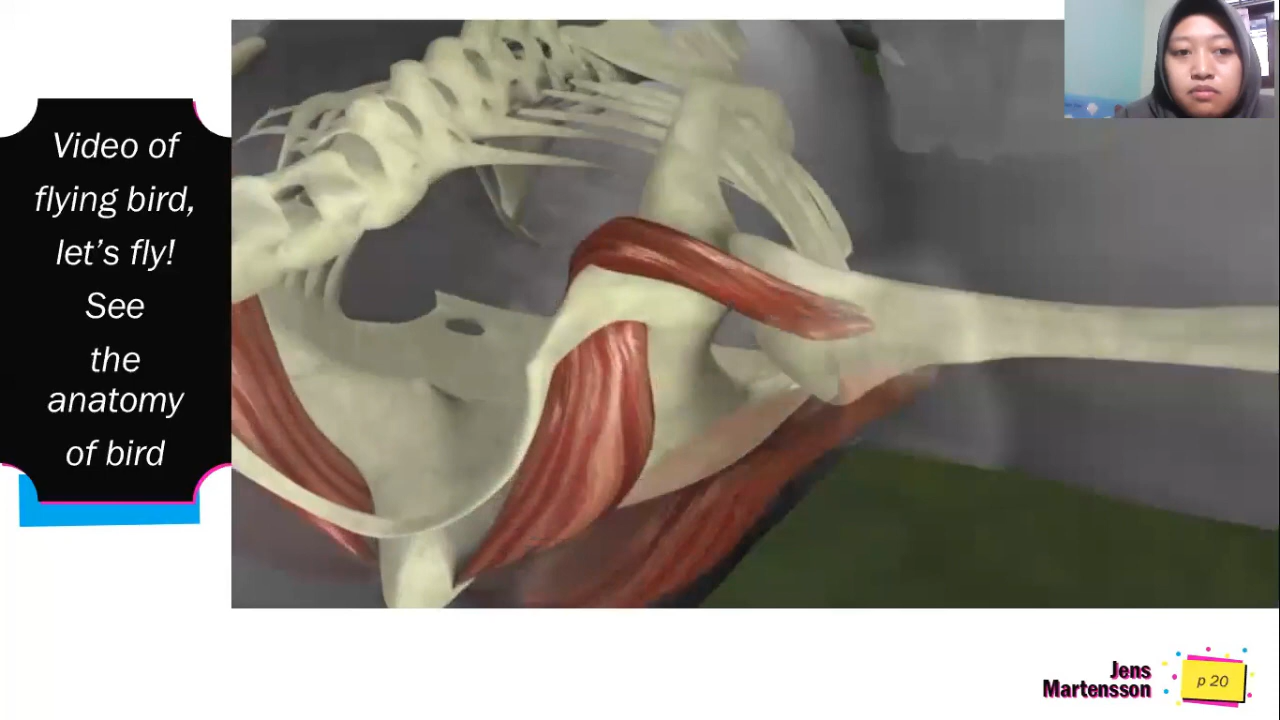 Video of
flying bird,
let's fly!
See
the
anatomy
of bird
Jens
Martensson
p 20